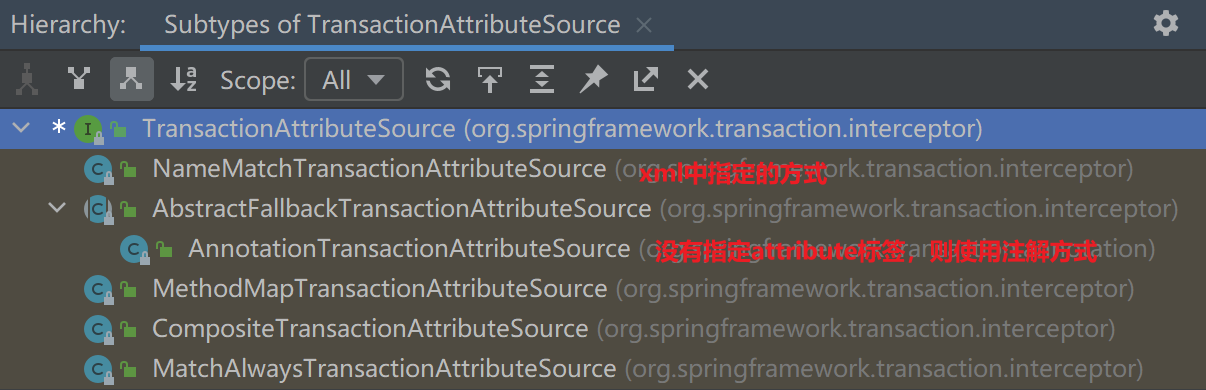 Hierarchy: Subtypes of TransactionAttributeSource
Scope: All
TransactionAttributeSource (org.springframework.transaction.interceptor)
NameMatchTransactionAttributeSource (org.springframework.transaction.interceptor)
xml中指定的方式
AbstractFallbackTransactionAttributeSource (org.springframework.transaction.interceptor)
AnnotationTransactionAttributeSource (org.springframework.transaction.annotation)
没有指定attribute标签，则使用注解方式
MethodMapTransactionAttributeSource (org.springframework.transaction.interceptor)
CompositeTransactionAttributeSource (org.springframework.transaction.interceptor)
MatchAlwaysTransactionAttributeSource (org.springframework.transaction.interceptor)